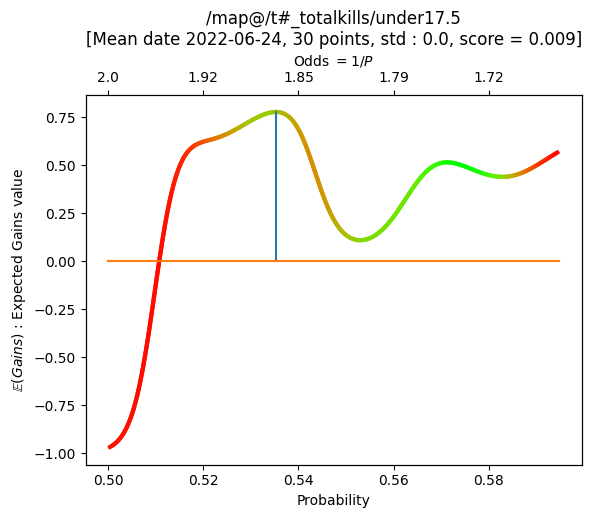 /map@/t#_totalkills/under17.5
[Mean date 2022-06-24, 30 points, std : 0.0, score = 0.009]
Odds = 1/P
2.0 1.92 1.85 1.79 1.72
0.75
0.50
0.25
0.00
−0.25
−0.50
−0.75
−1.00
𝔼(Gains) : Expected Gains value
0.50 0.52 0.54 0.56 0.58
Probability